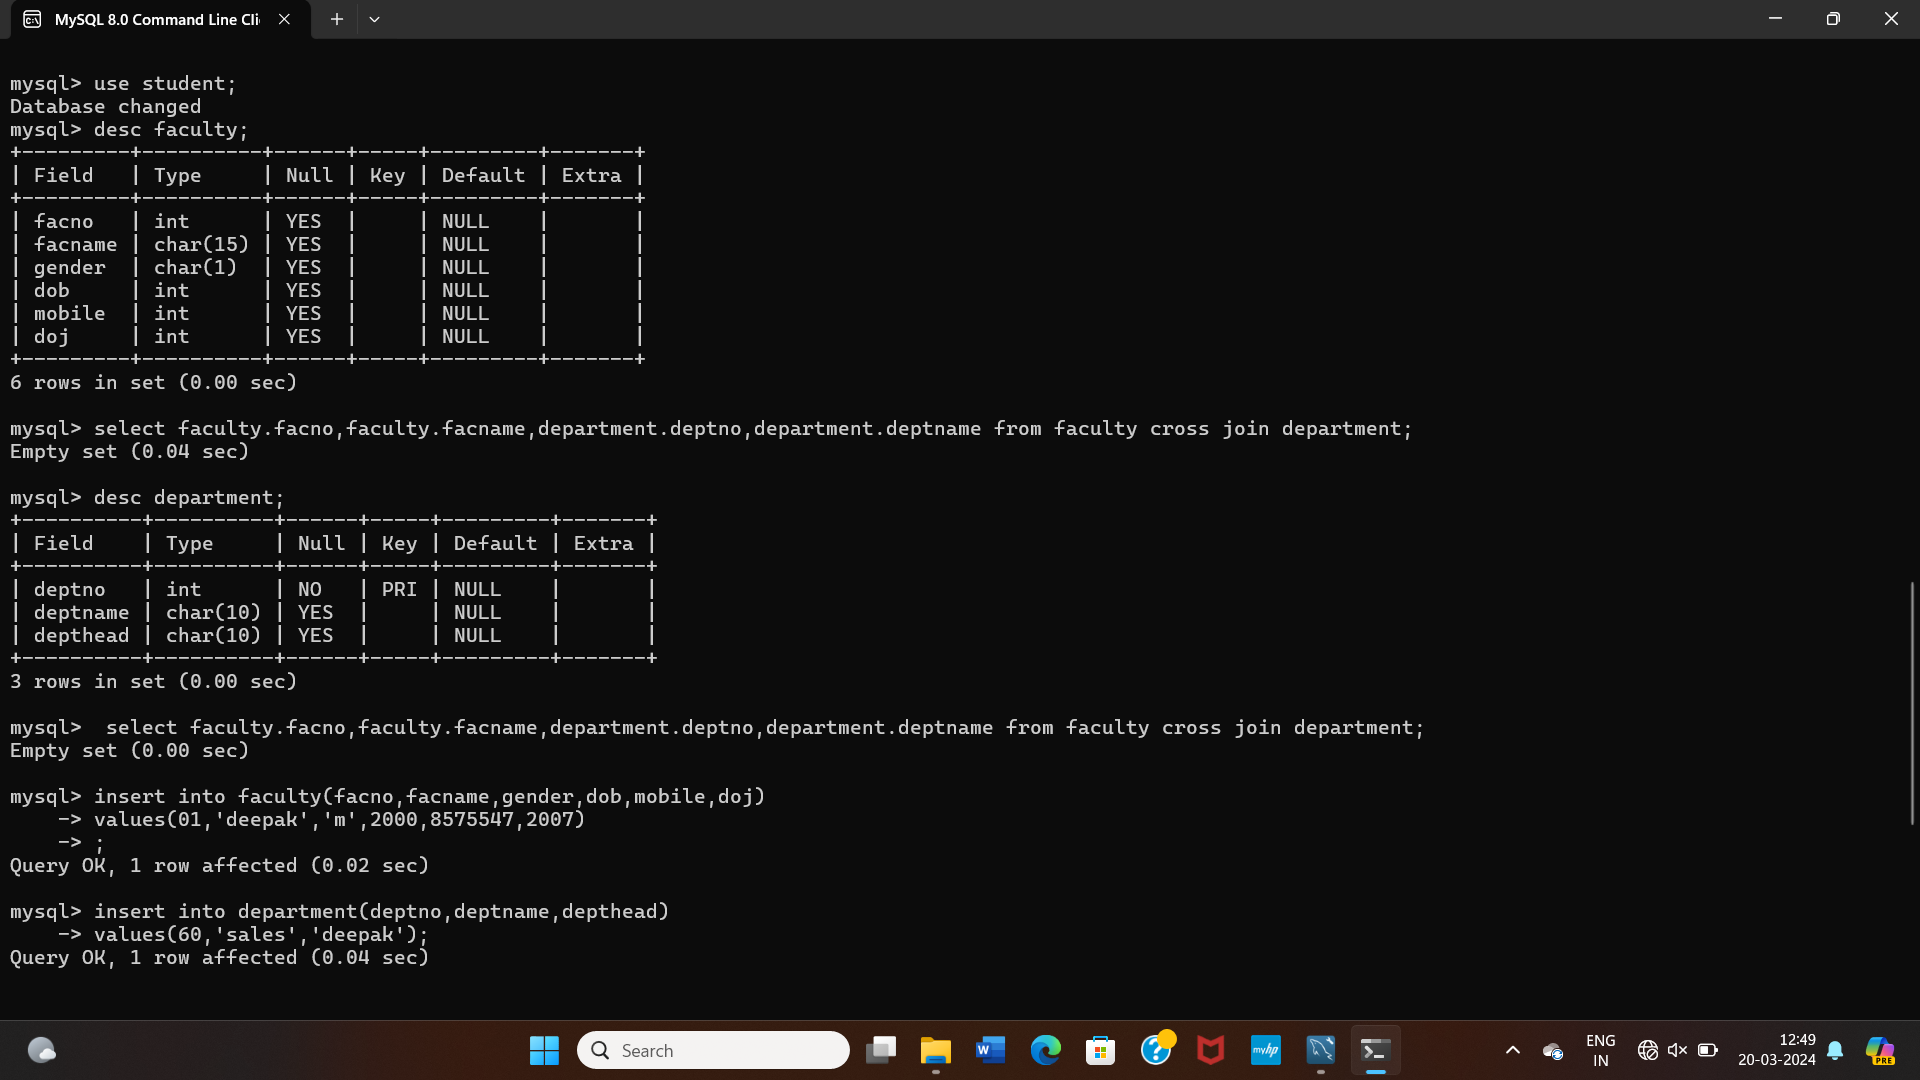 MySQL 8.0 Command Line Cli
mysql> use student;
Database changed
mysql> desc faculty;
+---------+----------+------+-----+---------+-------+
| Field   | Type     | Null | Key | Default | Extra |
+---------+----------+------+-----+---------+-------+
| facno   | int      | YES  |     | NULL    |       |
| facname | char(15) | YES  |     | NULL    |       |
| gender  | char(1)  | YES  |     | NULL    |       |
| dob     | int      | YES  |     | NULL    |       |
| mobile  | int      | YES  |     | NULL    |       |
| doj     | int      | YES  |     | NULL    |       |
+---------+----------+------+-----+---------+-------+
6 rows in set (0.00 sec)
mysql> select faculty.facno,faculty.facname,department.deptno,department.deptname from faculty cross join department;
Empty set (0.04 sec)
mysql> desc department;
+----------+----------+------+-----+---------+-------+
| Field    | Type     | Null | Key | Default | Extra |
+----------+----------+------+-----+---------+-------+
| deptno   | int      | NO   | PRI | NULL    |       |
| deptname | char(10) | YES  |     | NULL    |       |
| depthead | char(10) | YES  |     | NULL    |       |
+----------+----------+------+-----+---------+-------+
3 rows in set (0.00 sec)
mysql>  select faculty.facno,faculty.facname,department.deptno,department.deptname from faculty cross join department;
Empty set (0.00 sec)
mysql> insert into faculty(facno,facname,gender,dob,mobile,doj)
    -> values(01,'deepak','m',2000,8575547,2007)
    -> ;
Query OK, 1 row affected (0.02 sec)
mysql> insert into department(deptno,deptname,depthead)
    -> values(60,'sales','deepak');
Query OK, 1 row affected (0.04 sec)
Search
W
myhp
ENG
IN
12:49
20-03-2024
PRE